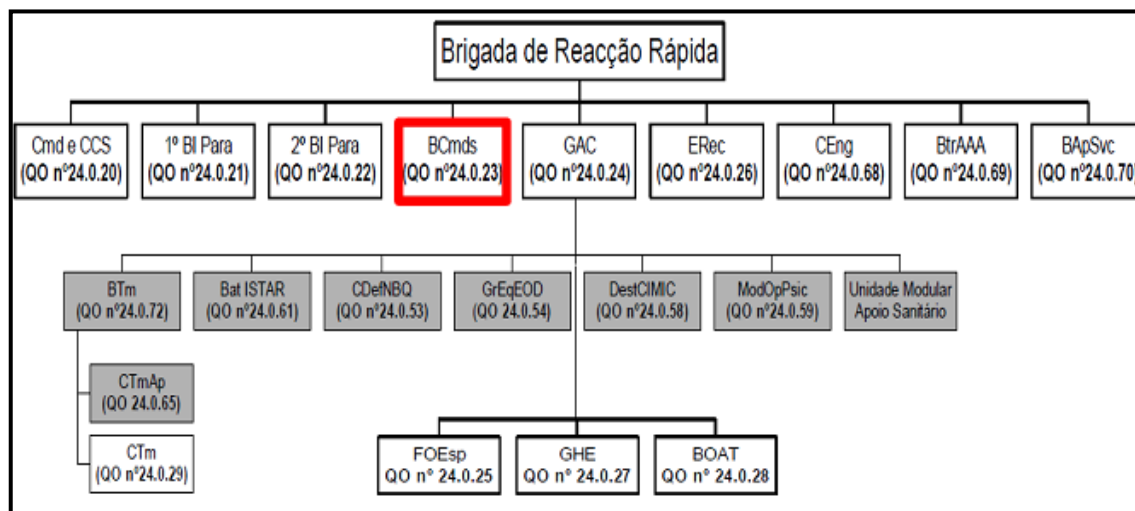 Brigada de Reacção Rápida
Cmd e CCS
(QO nº24.0.20)
1º BI Para
(QO nº24.0.21)
2º BI Para
(QO nº24.0.22)
BCmds
(QO nº24.0.23)
GAC
(QO nº24.0.24)
ERec
(QO nº24.0.26)
CEng
(QO nº24.0.68)
BtrAAA
(QO nº24.0.69)
BApSvc
(QO nº24.0.70)
BTm
(QO nº24.0.72)
Bat ISTAR
(QO nº24.0.61)
CDefNBQ
(QO nº24.0.53)
GrEqEOD
(QO 24.0.54)
DestCIMIC
(QO nº24.0.58)
ModOpPsic
(QO nº24.0.59)
Unidade Modular
Apoio Sanitário
CTmAp
(QO 24.0.65)
CTm
(QO nº24.0.29)
FOEsp
QO nº 24.0.25
GHE
QO nº 24.0.27
BOAT
QO nº 24.0.28